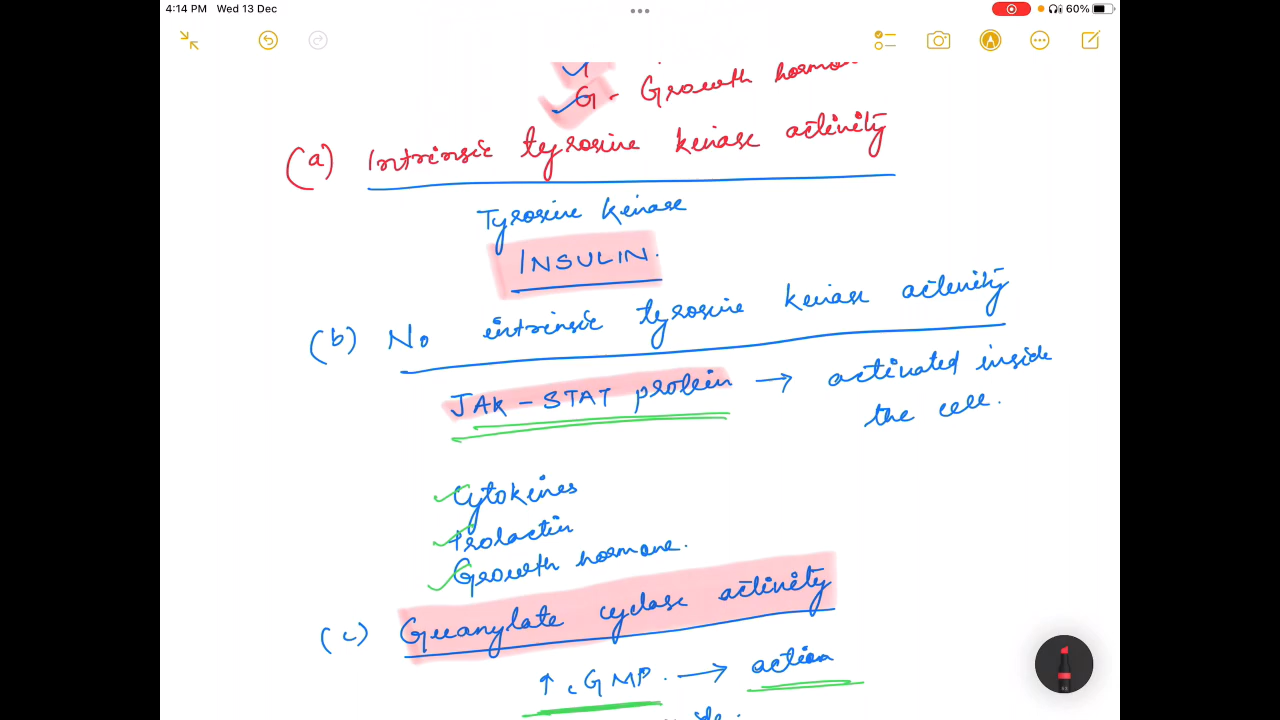 4:14 PM Wed 13 Dec
60%
G - Growth hormon
(a) Intrinsic tyrosine kinase activity
Tyrosine kinase
INSULIN.
(b) No intrinsic tyrosine kinase activity
JAK - STAT protein → activated inside
the cell.
Cytokines
Prolactin
Growth hormone.
(c) Guanylate cyclase activity
↑ cGMP. → action